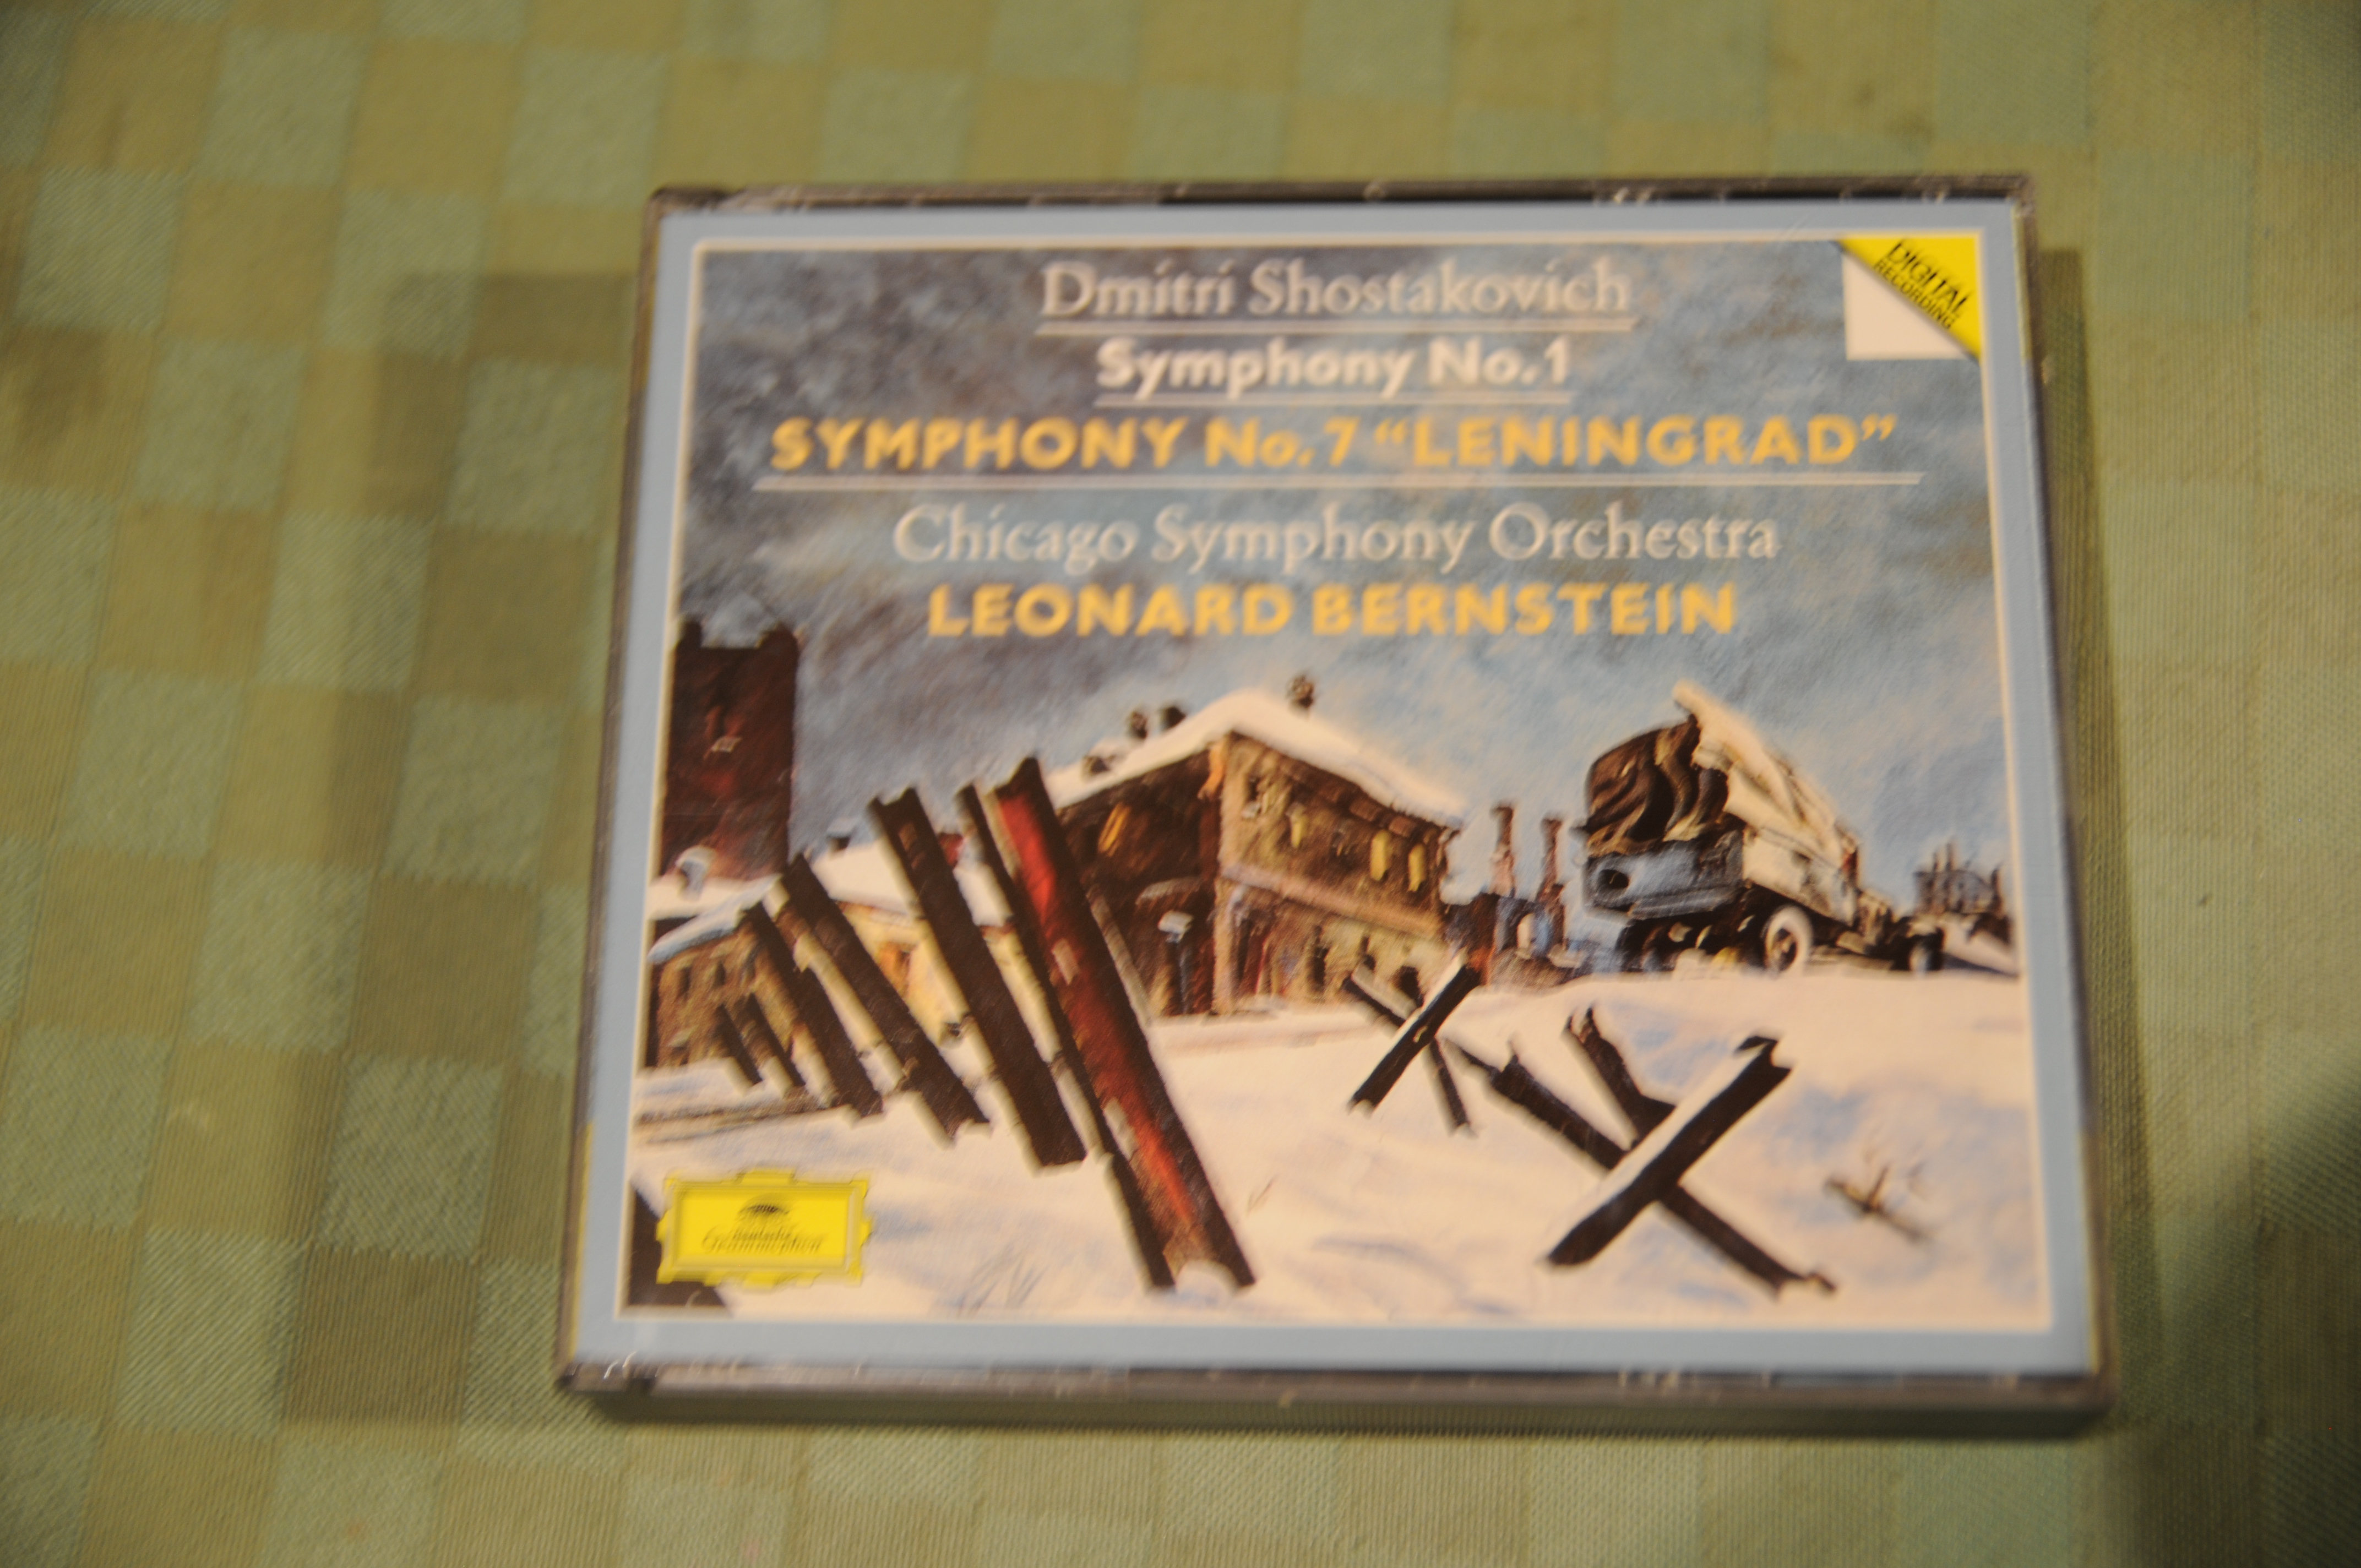 Dmitri Shostakovich
Symphony No.1
SYMPHONY No.7 “LENINGRAD”
Chicago Symphony Orchestra
LEONARD BERNSTEIN
DIGITAL
RECORDING
Deutsche
Grammophon